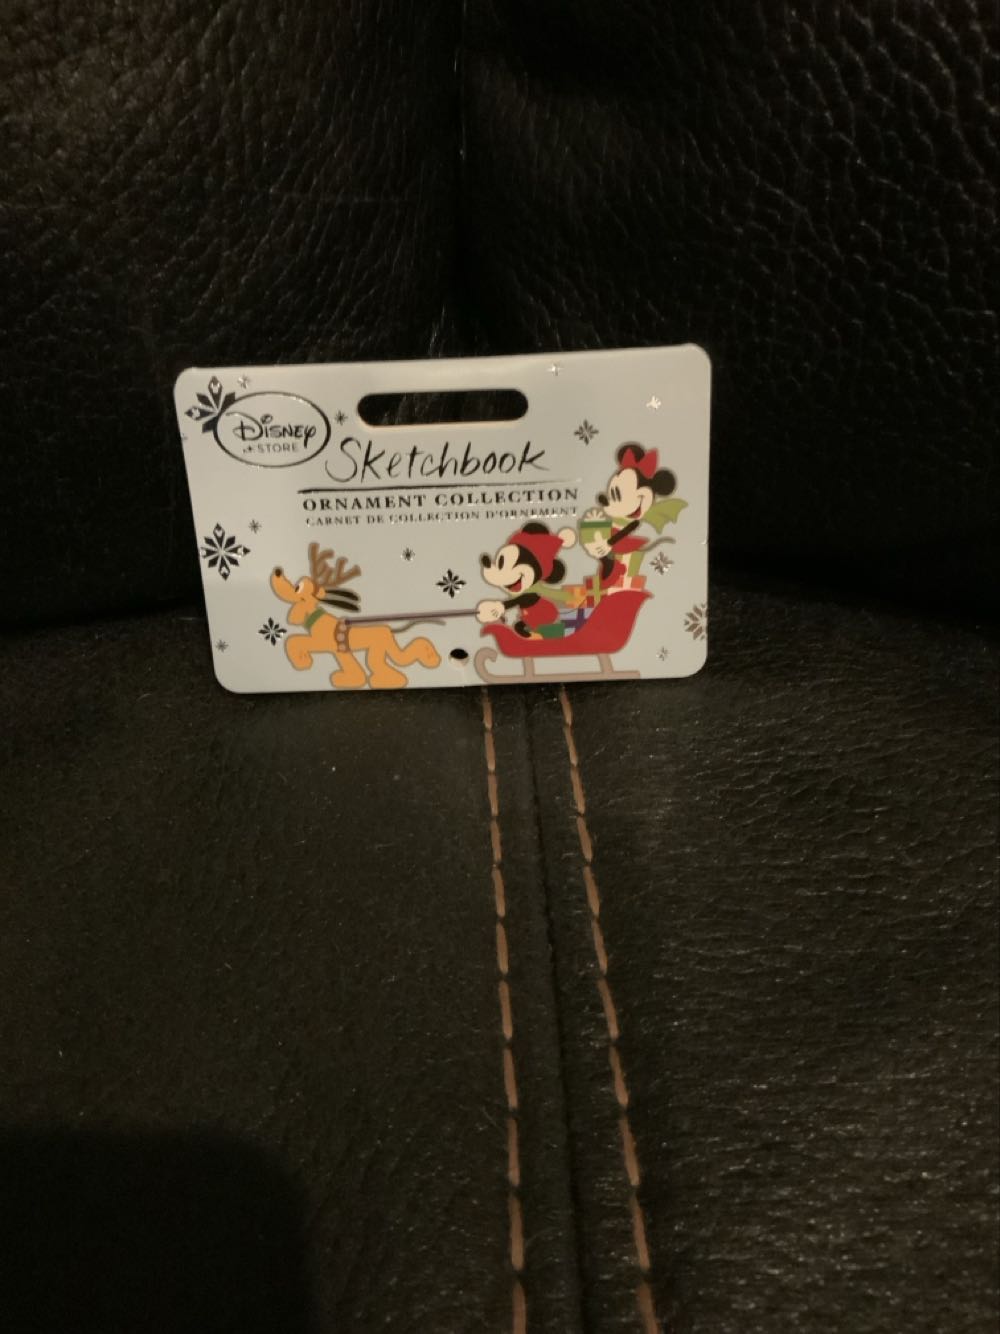 Disney
STORE
Sketchbook
ORNAMENT COLLECTION
CARNET DE COLLECTION D'ORNEMENT